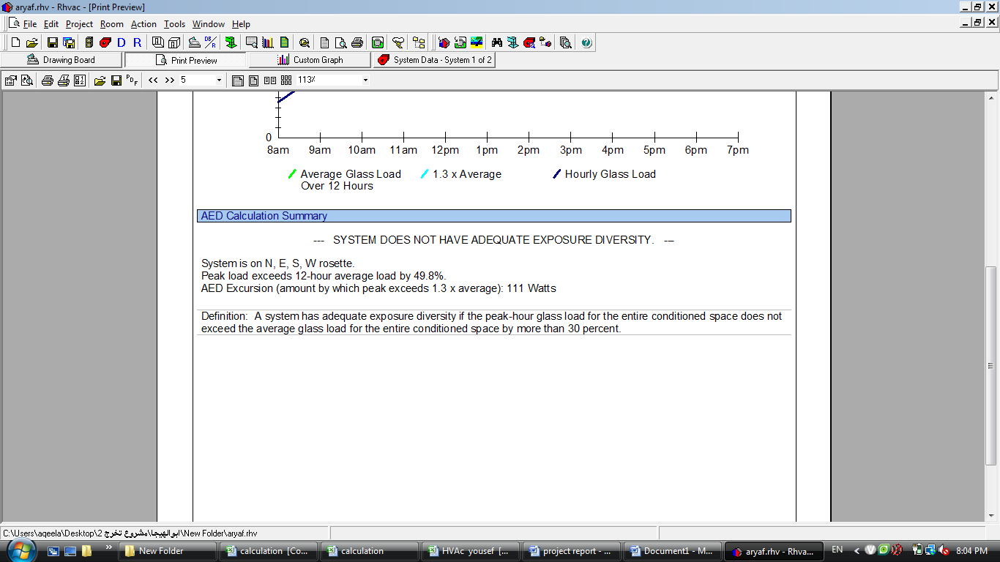 aryaf.rhv - Rhvac - [Print Preview]
File Edit Project Room Action Tools Window Help
D R DB/R
Drawing Board Print Preview Custom Graph System Data - System 1 of 2
PDF << >> 5 113%
0
8am 9am 10am 11am 12pm 1pm 2pm 3pm 4pm 5pm 6pm 7pm
Average Glass Load 1.3 x Average Hourly Glass Load
Over 12 Hours
AED Calculation Summary
--- SYSTEM DOES NOT HAVE ADEQUATE EXPOSURE DIVERSITY. ---
System is on N, E, S, W rosette.
Peak load exceeds 12-hour average load by 49.8%.
AED Excursion (amount by which peak exceeds 1.3 x average): 111 Watts
Definition: A system has adequate exposure diversity if the peak-hour glass load for the entire conditioned space does not
exceed the average glass load for the entire conditioned space by more than 30 percent.
C:\Users\aqeela\Desktop\2 ابوالهيجا\مشروع تخرج\New Folder\aryaf.rhv
New Folder calculation [Co... calculation HVAc yousef [... project report - ... Document1 - M... aryaf.rhv - Rhva... EN 8:04 PM